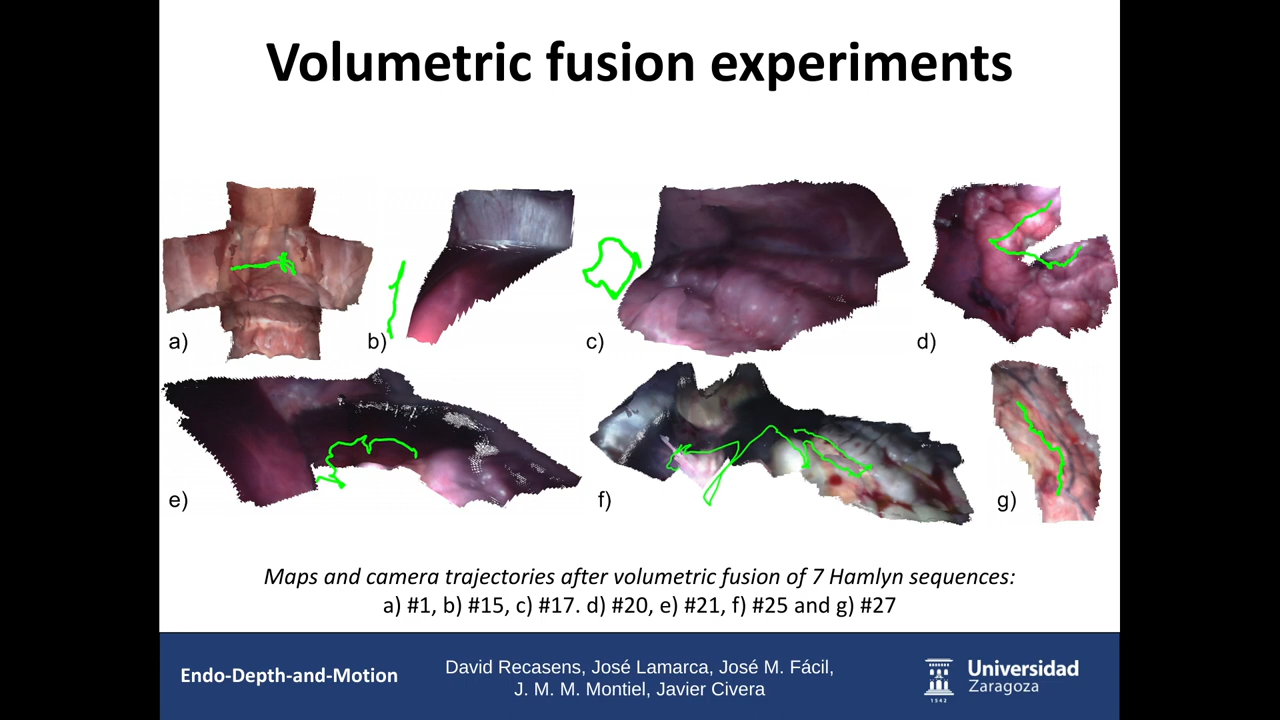 Volumetric fusion experiments
a)
b)
c)
d)
e)
f)
g)
Maps and camera trajectories after volumetric fusion of 7 Hamlyn sequences:
a) #1, b) #15, c) #17. d) #20, e) #21, f) #25 and g) #27
Endo-Depth-and-Motion
David Recasens, José Lamarca, José M. Fácil,
J. M. M. Montiel, Javier Civera
Universidad
Zaragoza
1542